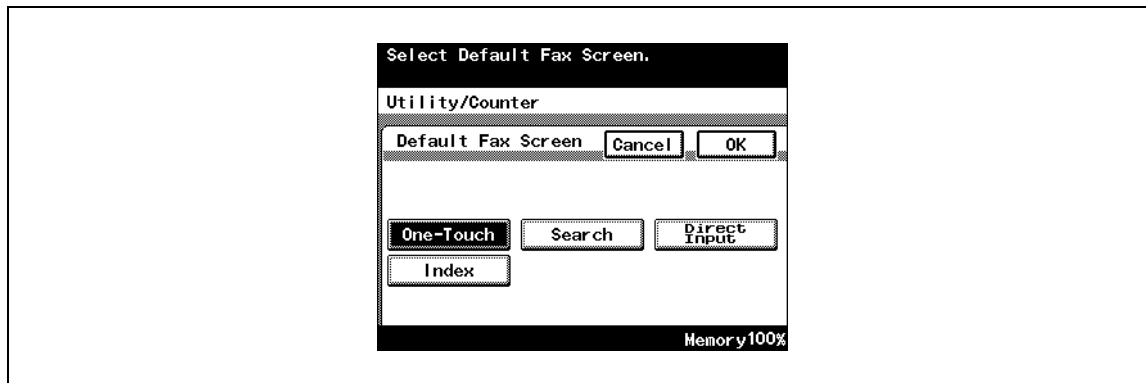 Select Default Fax Screen.
Utility/Counter
Default Fax Screen Cancel OK
One-Touch Search Direct Input
Index
Memory100%